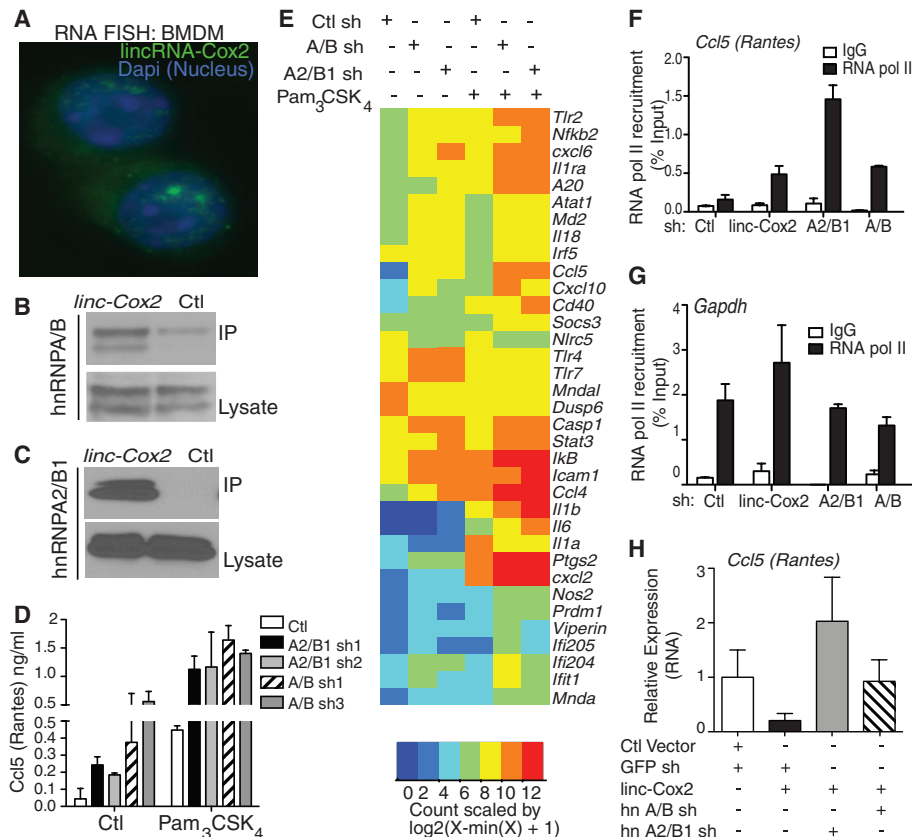 A
RNA FISH: BMDM
lincRNA-Cox2
Dapi (Nucleus)
B
linc-Cox2 Ctl
hnRNPA/B
IP
Lysate
C
linc-Cox2 Ctl
hnRNPA2/B1
IP
Lysate
D
Ccl5 (Rantes) ng/ml
2.0
1.5
1.0
0.5
0.4
0.3
0.2
0.1
0.0
Ctl Pam3CSK4
Ctl
A2/B1 sh1
A2/B1 sh2
A/B sh1
A/B sh3
E
Ctl sh + - - + - -
A/B sh - + - - + -
A2/B1 sh - - + - - +
Pam3CSK4 - - - + + +
Tlr2
Nfkb2
cxcl6
Il1ra
A20
Atat1
Md2
Il18
Irf5
Ccl5
Cxcl10
Cd40
Socs3
Nlrc5
Tlr4
Tlr7
Mndal
Dusp6
Casp1
Stat3
IkB
Icam1
Ccl4
Il1b
Il6
Il1a
Ptgs2
cxcl2
Nos2
Prdm1
Viperin
Ifi205
Ifi204
Ifit1
Mnda
0 2 4 6 8 10 12
Count scaled by
log2(X-min(X) + 1)
F
Ccl5 (Rantes)
IgG
RNA pol II
RNA pol II recruitment
(% Input)
2.0
1.5
1.0
0.5
0.0
sh: Ctl linc-Cox2 A2/B1 A/B
G
Gapdh
IgG
RNA pol II
RNA pol II recruitment
(% Input)
4
3
2
1
0
sh: Ctl linc-Cox2 A2/B1 A/B
H
Ccl5 (Rantes)
Relative Expression
(RNA)
3
2
1
0
Ctl Vector + - - -
GFP sh + + - -
linc-Cox2 - + + +
hn A/B sh - - - +
hn A2/B1 sh - - + -